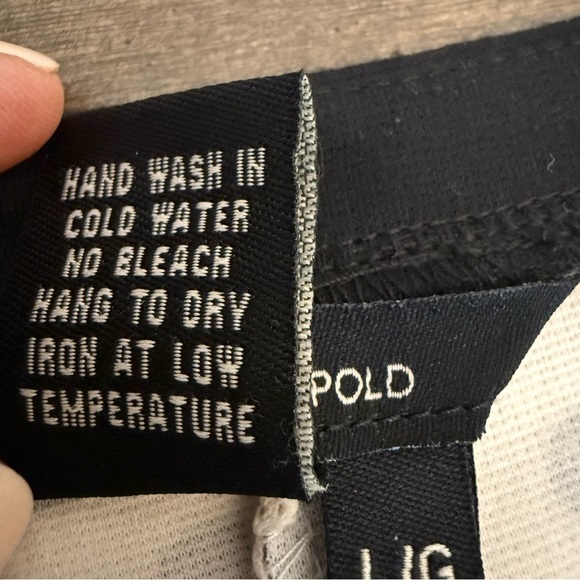 HAND WASH IN
COLD WATER
NO BLEACH
HANG TO DRY
IRON AT LOW
TEMPERATURE
POLD
L/G